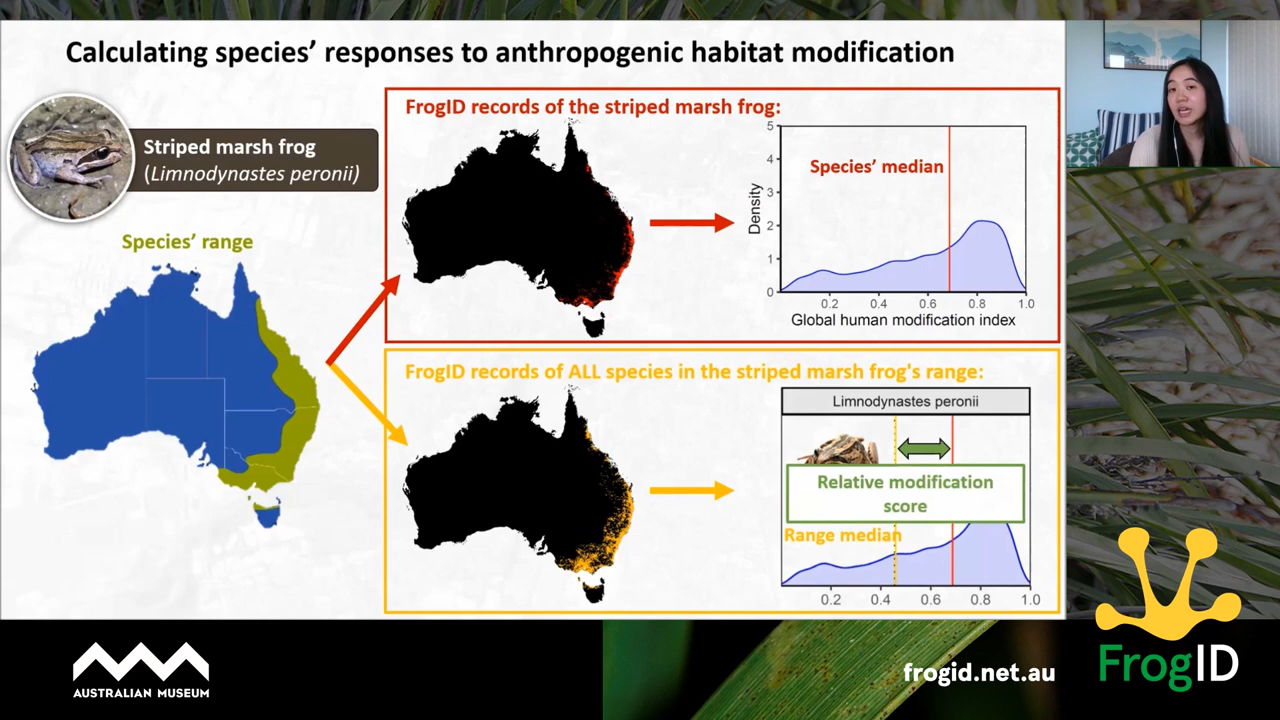 Calculating species' responses to anthropogenic habitat modification
Striped marsh frog
(Limnodynastes peronii)
Species' range
FrogID records of the striped marsh frog:
Species' median
Density
5
4
3
2
1
0
0.2 0.4 0.6 0.8 1.0
Global human modification index
FrogID records of ALL species in the striped marsh frog's range:
Limnodynastes peronii
Relative modification
score
Range median
0.2 0.4 0.6 0.8 1.0
AUSTRALIAN MUSEUM
frogid.net.au
FrogID